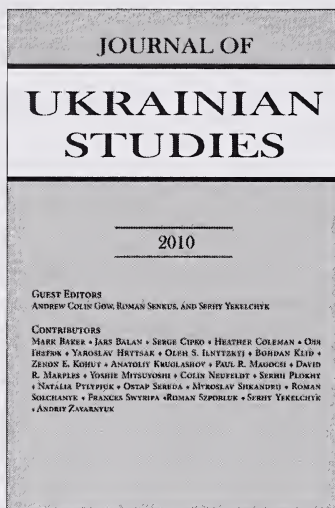 JOURNAL OF
UKRAINIAN
STUDIES
2010
GUEST EDITORS
ANDREW COLIN GOW, ROMAN SENKUS, AND SERHY YEKELCHYK
CONTRIBUTORS
MARK BAKER ♦ JARS BALAN ♦ SERGE CIPKO ♦ HEATHER COLEMAN ♦ OLA
HNATIUK ♦ YAROSLAV HRYTSAK ♦ OLEH S. ILNYTZKYJ ♦ BOHDAN KLID ♦
ZENON E. KOHUT ♦ ANATOLIY KRUGLASHOV ♦ PAUL R. MAGOCSI ♦ DAVID
R. MARPLES ♦ YOSHIE MITSUYOSHI ♦ COLIN NEUFELDT ♦ SERHII PLOKHY
♦ NATALIA PYLYPIUK ♦ OSTAP SEREDA ♦ MYROSLAV SHKANDRIJ ♦ ROMAN
SOLCHANYK ♦ FRANCES SWYRIPA ♦ROMAN SZPORLUK ♦ SERHY YEKELCHYK
♦ ANDRIY ZAYARNYUK